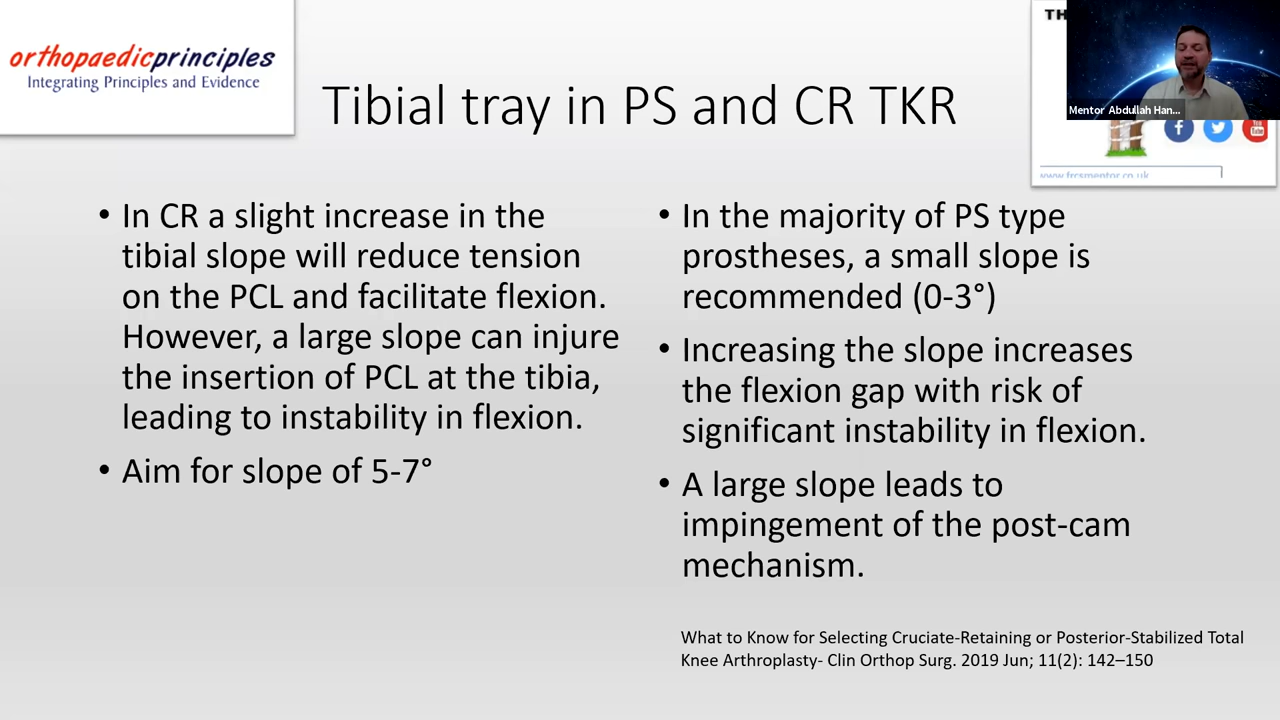 orthopaedicprinciples
Integrating Principles and Evidence
TH
Mentor Abdullah Han...
www.frcsmentor.co.uk
Tibial tray in PS and CR TKR
• In CR a slight increase in the
tibial slope will reduce tension
on the PCL and facilitate flexion.
However, a large slope can injure
the insertion of PCL at the tibia,
leading to instability in flexion.
• Aim for slope of 5-7°
• In the majority of PS type
prostheses, a small slope is
recommended (0-3°)
• Increasing the slope increases
the flexion gap with risk of
significant instability in flexion.
• A large slope leads to
impingement of the post-cam
mechanism.
What to Know for Selecting Cruciate-Retaining or Posterior-Stabilized Total
Knee Arthroplasty- Clin Orthop Surg. 2019 Jun; 11(2): 142–150